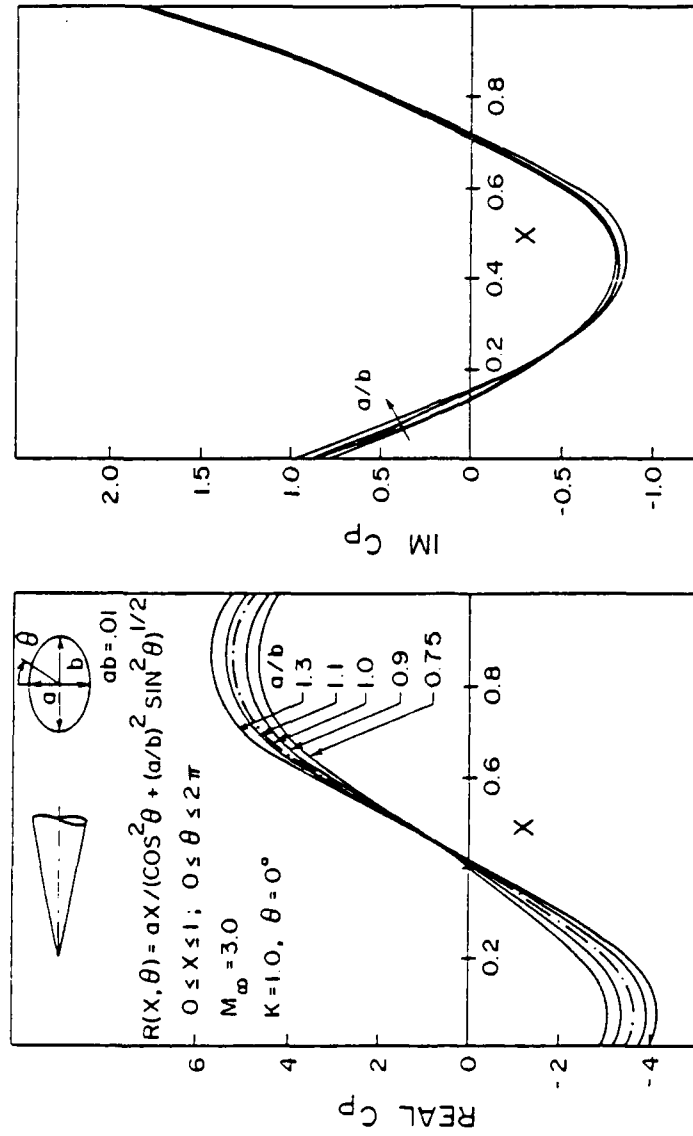 a
θ
b
ab=.01
R(X,θ)=aX/(COS²θ+(a/b)² SIN²θ)^1/2
0≤X≤1; 0≤θ≤2π
M∞=3.0
K=1.0, θ=0°
a/b
1.3
1.1
1.0
0.9
0.75
REAL Cp
6
4
2
0
-2
-4
0.2
0.6
0.8
X
IM Cp
2.0
1.5
1.0
0.5
0
-0.5
-1.0
a/b
0.2
0.4
0.6
0.8
X